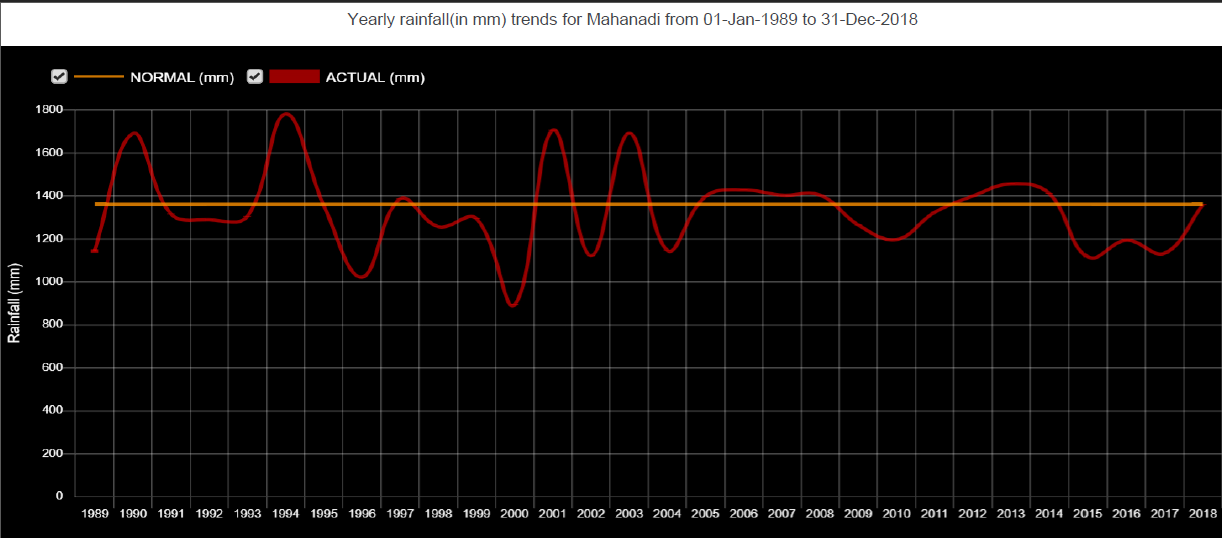 Yearly rainfall(in mm) trends for Mahanadi from 01-Jan-1989 to 31-Dec-2018
NORMAL (mm) ACTUAL (mm)
1800
1600
1400
1200
1000
800
600
400
200
0
Rainfall (mm)
1989 1990 1991 1992 1993 1994 1995 1996 1997 1998 1999 2000 2001 2002 2003 2004 2005 2006 2007 2008 2009 2010 2011 2012 2013 2014 2015 2016 2017 2018